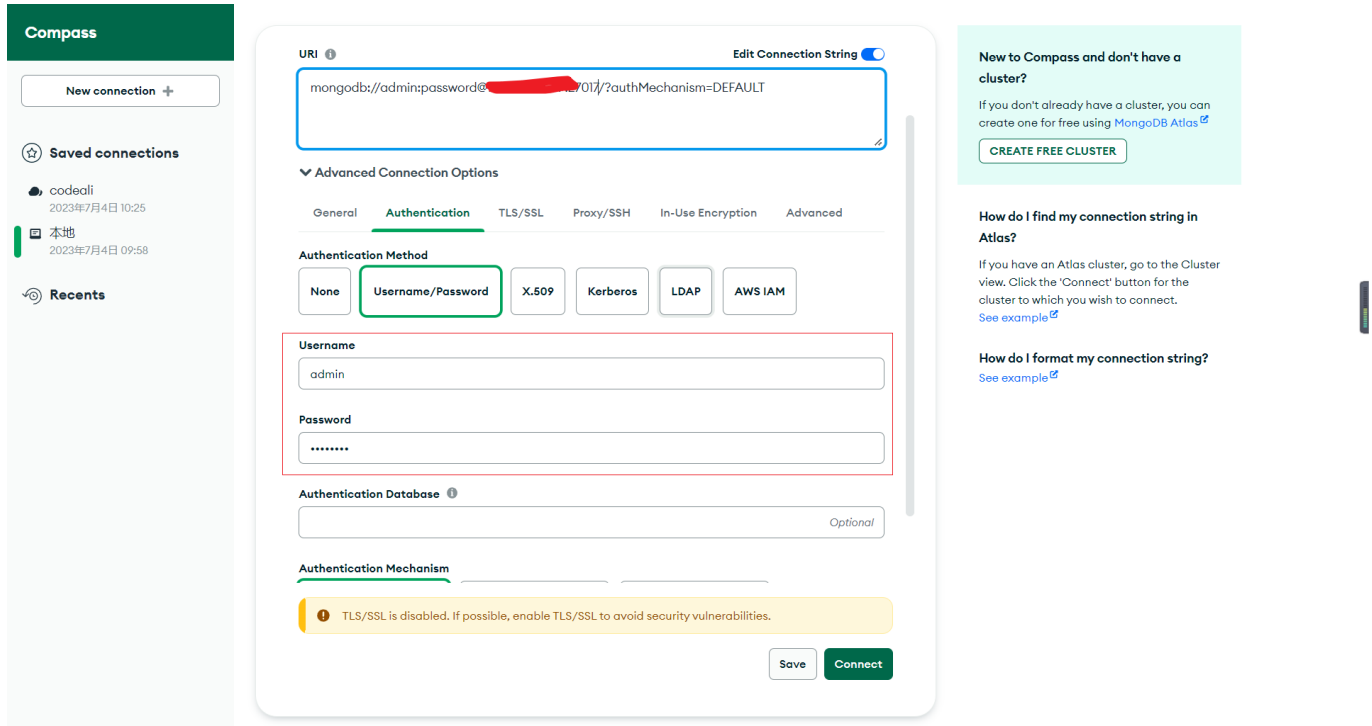 Compass
New connection
Saved connections
codeali
2023年7月4日 10:25
本地
2023年7月4日 09:58
Recents
URI
Edit Connection String
mongodb://admin:password@ 7017/?authMechanism=DEFAULT
Advanced Connection Options
General Authentication TLS/SSL Proxy/SSH In-Use Encryption Advanced
Authentication Method
None Username/Password X.509 Kerberos LDAP AWS IAM
Username
admin
Password
••••••••
Authentication Database
Optional
Authentication Mechanism
TLS/SSL is disabled. If possible, enable TLS/SSL to avoid security vulnerabilities.
Save Connect
New to Compass and don't have a
cluster?
If you don't already have a cluster, you can
create one for free using MongoDB Atlas
CREATE FREE CLUSTER
How do I find my connection string in
Atlas?
If you have an Atlas cluster, go to the Cluster
view. Click the 'Connect' button for the
cluster to which you wish to connect.
See example
How do I format my connection string?
See example